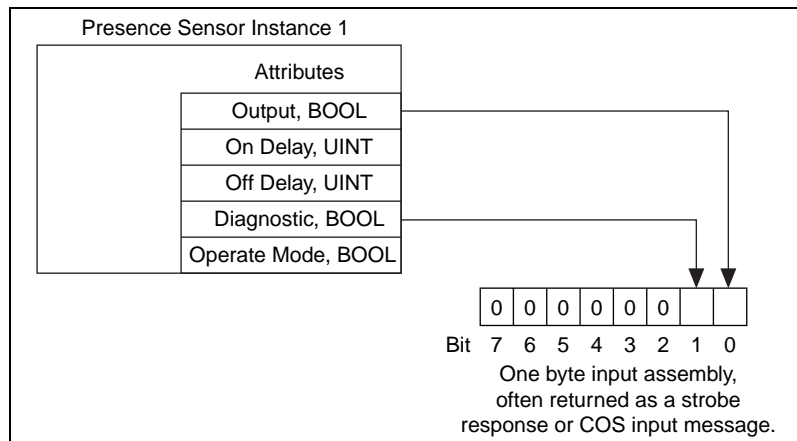 Presence Sensor Instance 1
Attributes
Output, BOOL
On Delay, UINT
Off Delay, UINT
Diagnostic, BOOL
Operate Mode, BOOL
0 0 0 0 0 0
Bit 7 6 5 4 3 2 1 0
One byte input assembly,
often returned as a strobe
response or COS input message.